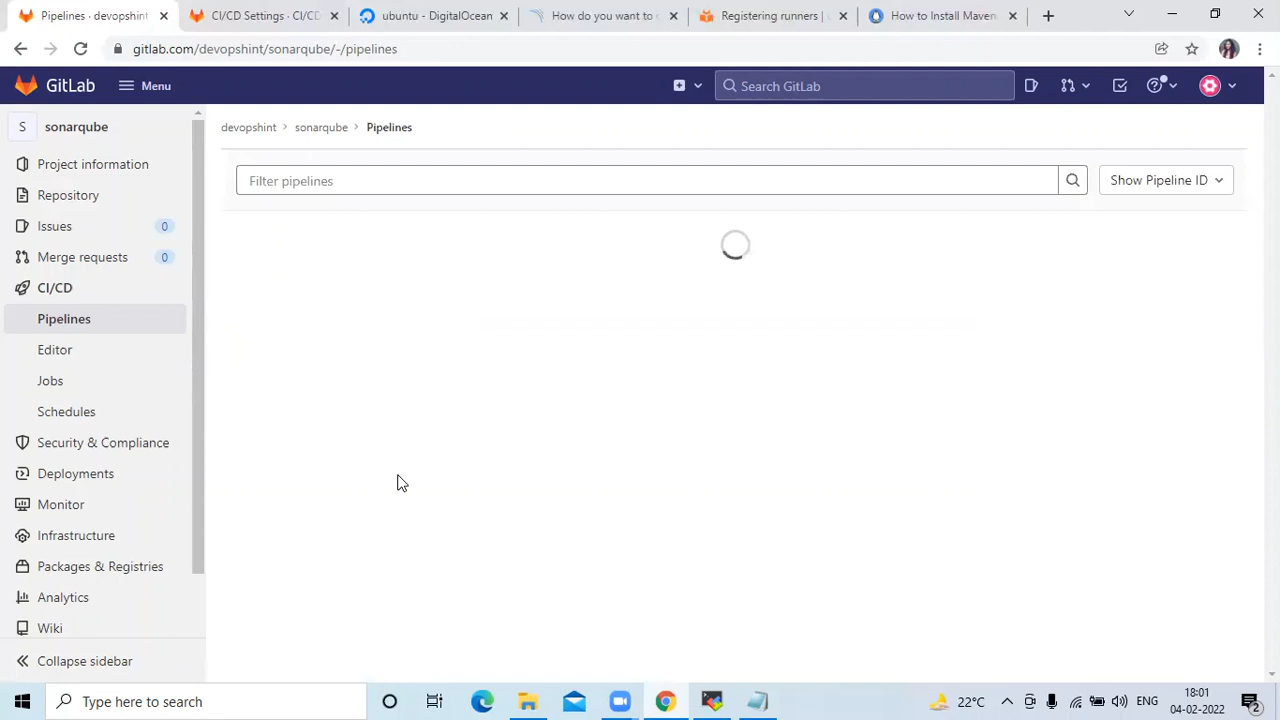 Pipelines · devopshint
CI/CD Settings · CI/CD
ubuntu - DigitalOcean
How do you want to
Registering runners |
How to Install Maven
gitlab.com/devopshint/sonarqube/-/pipelines
GitLab
Menu
Search GitLab
S
sonarqube
devopshint
sonarqube
Pipelines
Project information
Filter pipelines
Show Pipeline ID
Repository
Issues
0
Merge requests
0
CI/CD
Pipelines
Editor
Jobs
Schedules
Security & Compliance
Deployments
Monitor
Infrastructure
Packages & Registries
Analytics
Wiki
Collapse sidebar
Type here to search
22°C
ENG
18:01
04-02-2022
2